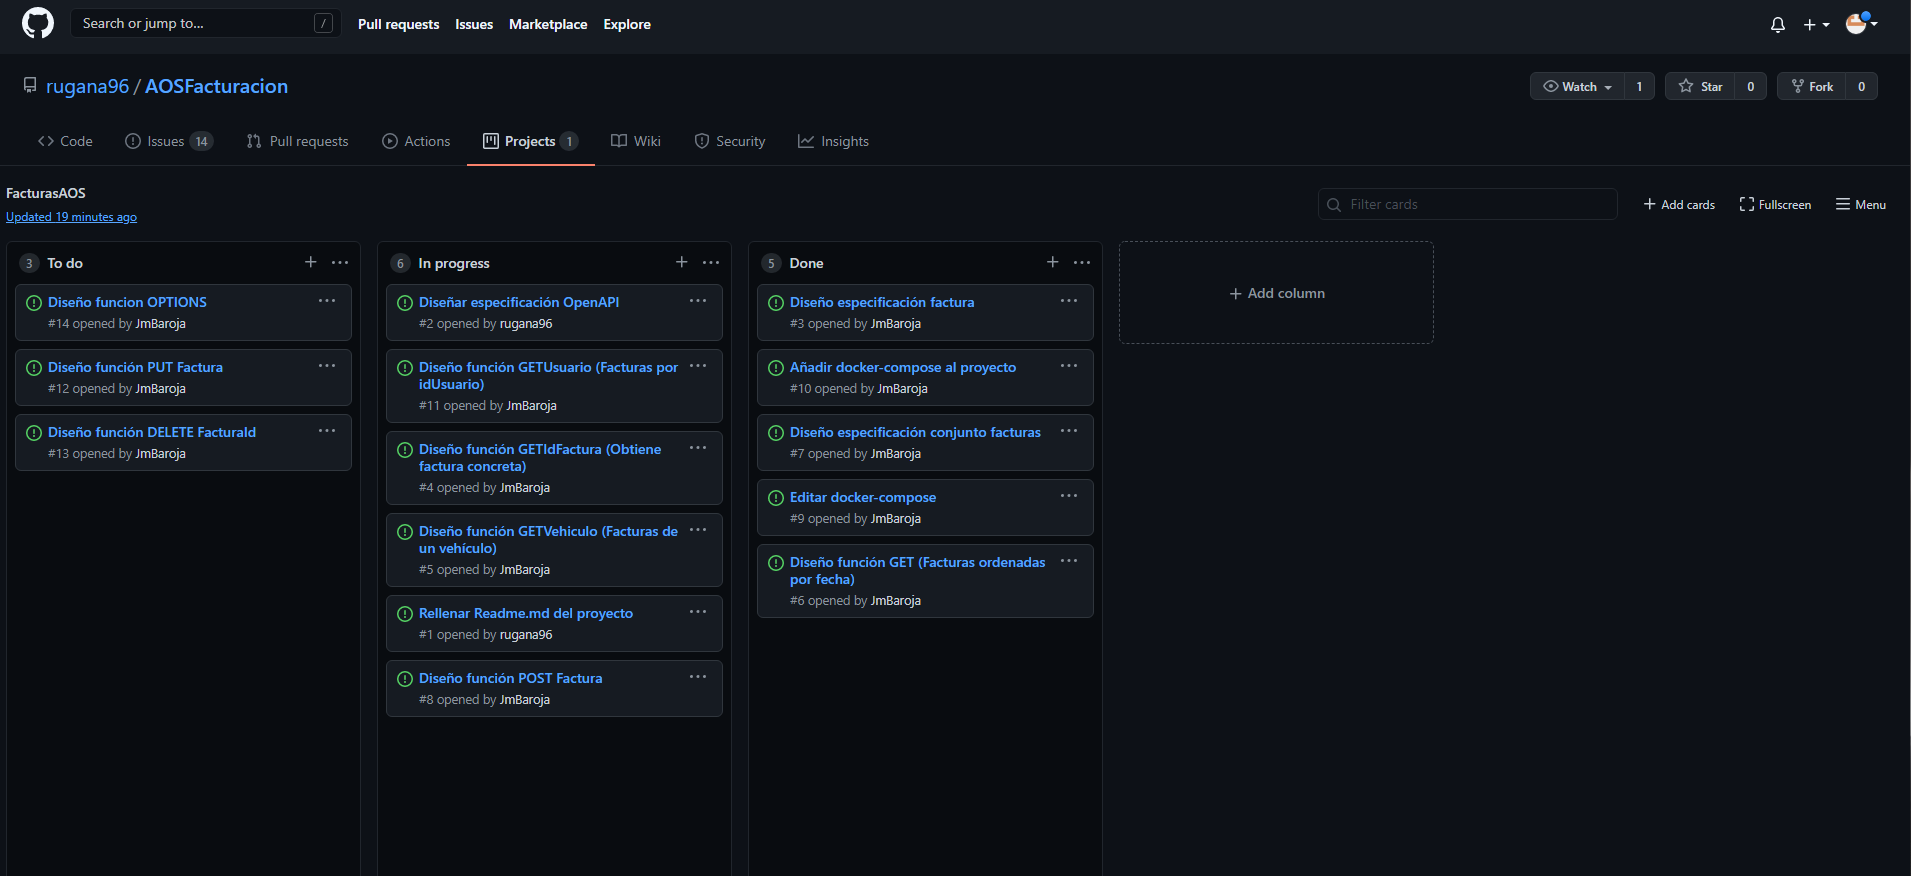 Search or jump to...
/
Pull requests
Issues
Marketplace
Explore
rugana96 / AOSFacturacion
Watch 1
Star 0
Fork 0
Code
Issues 14
Pull requests
Actions
Projects 1
Wiki
Security
Insights
FacturasAOS
Updated 19 minutes ago
Filter cards
Add cards
Fullscreen
Menu
3 To do
Diseño funcion OPTIONS
#14 opened by JmBaroja
Diseño función PUT Factura
#12 opened by JmBaroja
Diseño función DELETE FacturaId
#13 opened by JmBaroja
6 In progress
Diseñar especificación OpenAPI
#2 opened by rugana96
Diseño función GETUsuario (Facturas por
idUsuario)
#11 opened by JmBaroja
Diseño función GETIdFactura (Obtiene
factura concreta)
#4 opened by JmBaroja
Diseño función GETVehiculo (Facturas de
un vehículo)
#5 opened by JmBaroja
Rellenar Readme.md del proyecto
#1 opened by rugana96
Diseño función POST Factura
#8 opened by JmBaroja
5 Done
Diseño especificación factura
#3 opened by JmBaroja
Añadir docker-compose al proyecto
#10 opened by JmBaroja
Diseño especificación conjunto facturas
#7 opened by JmBaroja
Editar docker-compose
#9 opened by JmBaroja
Diseño función GET (Facturas ordenadas
por fecha)
#6 opened by JmBaroja
Add column